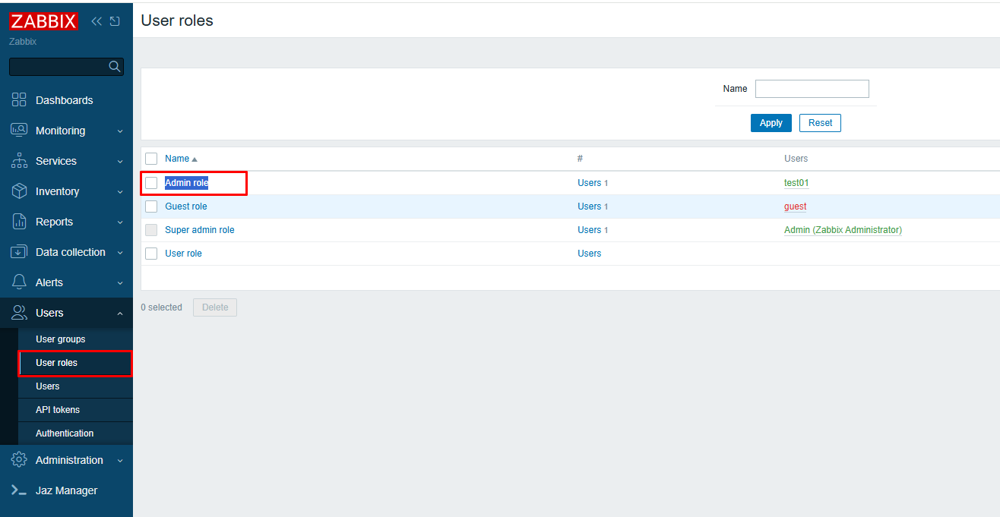 ZABBIX
Zabbix
Dashboards
Monitoring
Services
Inventory
Reports
Data collection
Alerts
Users
User groups
User roles
Users
API tokens
Authentication
Administration
Jaz Manager
User roles
Name
Apply Reset
Name # Users
Admin role Users 1 test01
Guest role Users 1 guest
Super admin role Users 1 Admin (Zabbix Administrator)
User role Users
0 selected Delete